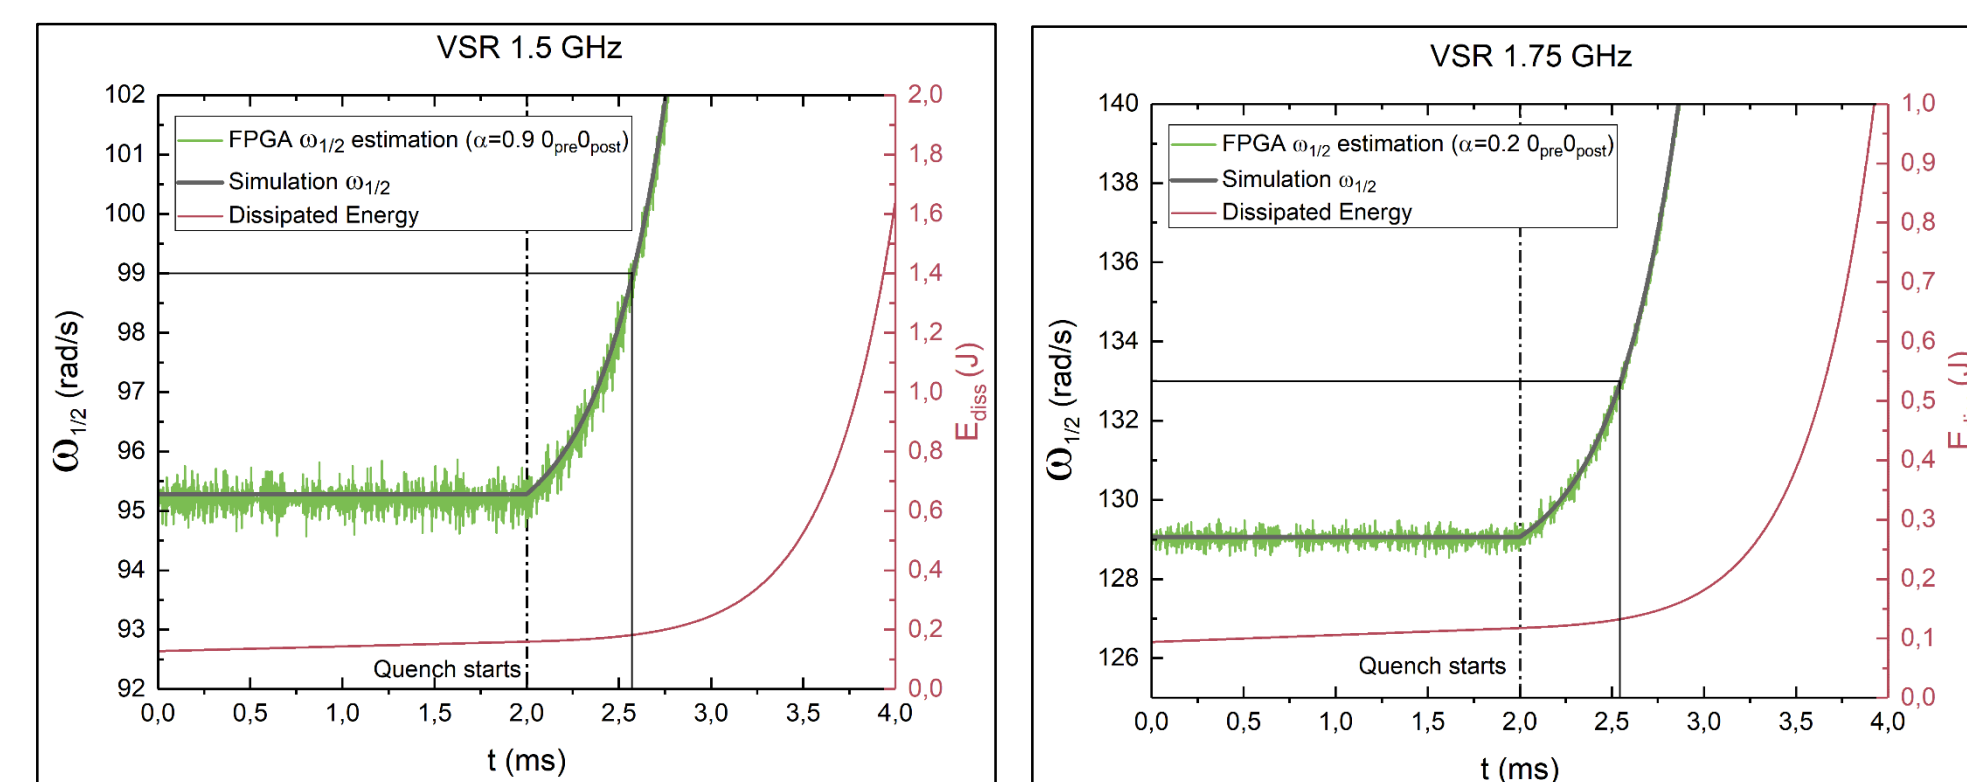 VSR 1.5 GHz
FPGA ω1/2 estimation (α=0.9 0pre0post)
Simulation ω1/2
Dissipated Energy
102
101
100
99
98
97
96
95
94
93
92
ω1/2 (rad/s)
2,0
1,8
1,6
1,4
1,2
1,0
0,8
0,6
0,4
0,2
0,0
Ediss (J)
Quench starts
0,0 0,5 1,0 1,5 2,0 2,5 3,0 3,5 4,0
t (ms)
VSR 1.75 GHz
FPGA ω1/2 estimation (α=0.2 0pre0post)
Simulation ω1/2
Dissipated Energy
140
138
136
134
132
130
128
126
ω1/2 (rad/s)
1,0
0,9
0,8
0,7
0,6
0,5
0,4
0,3
0,2
0,1
0,0
Quench starts
0,0 0,5 1,0 1,5 2,0 2,5 3,0 3,5 4,0
t (ms)